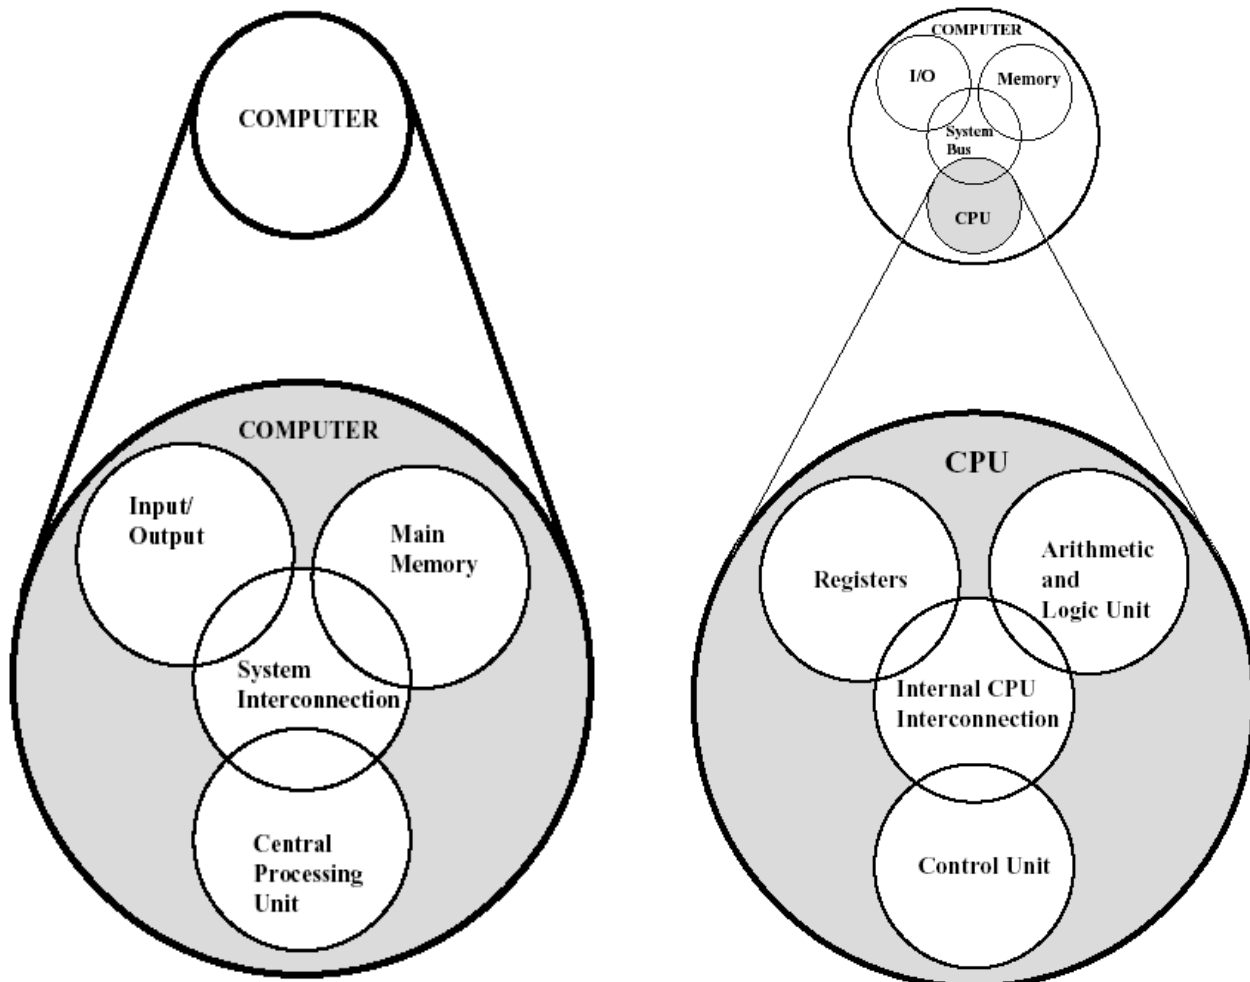 COMPUTER
COMPUTER
Input/
Output
Main
Memory
System
Interconnection
Central
Processing
Unit
COMPUTER
I/O
Memory
System
Bus
CPU
CPU
Registers
Arithmetic
and
Logic Unit
Internal CPU
Interconnection
Control Unit